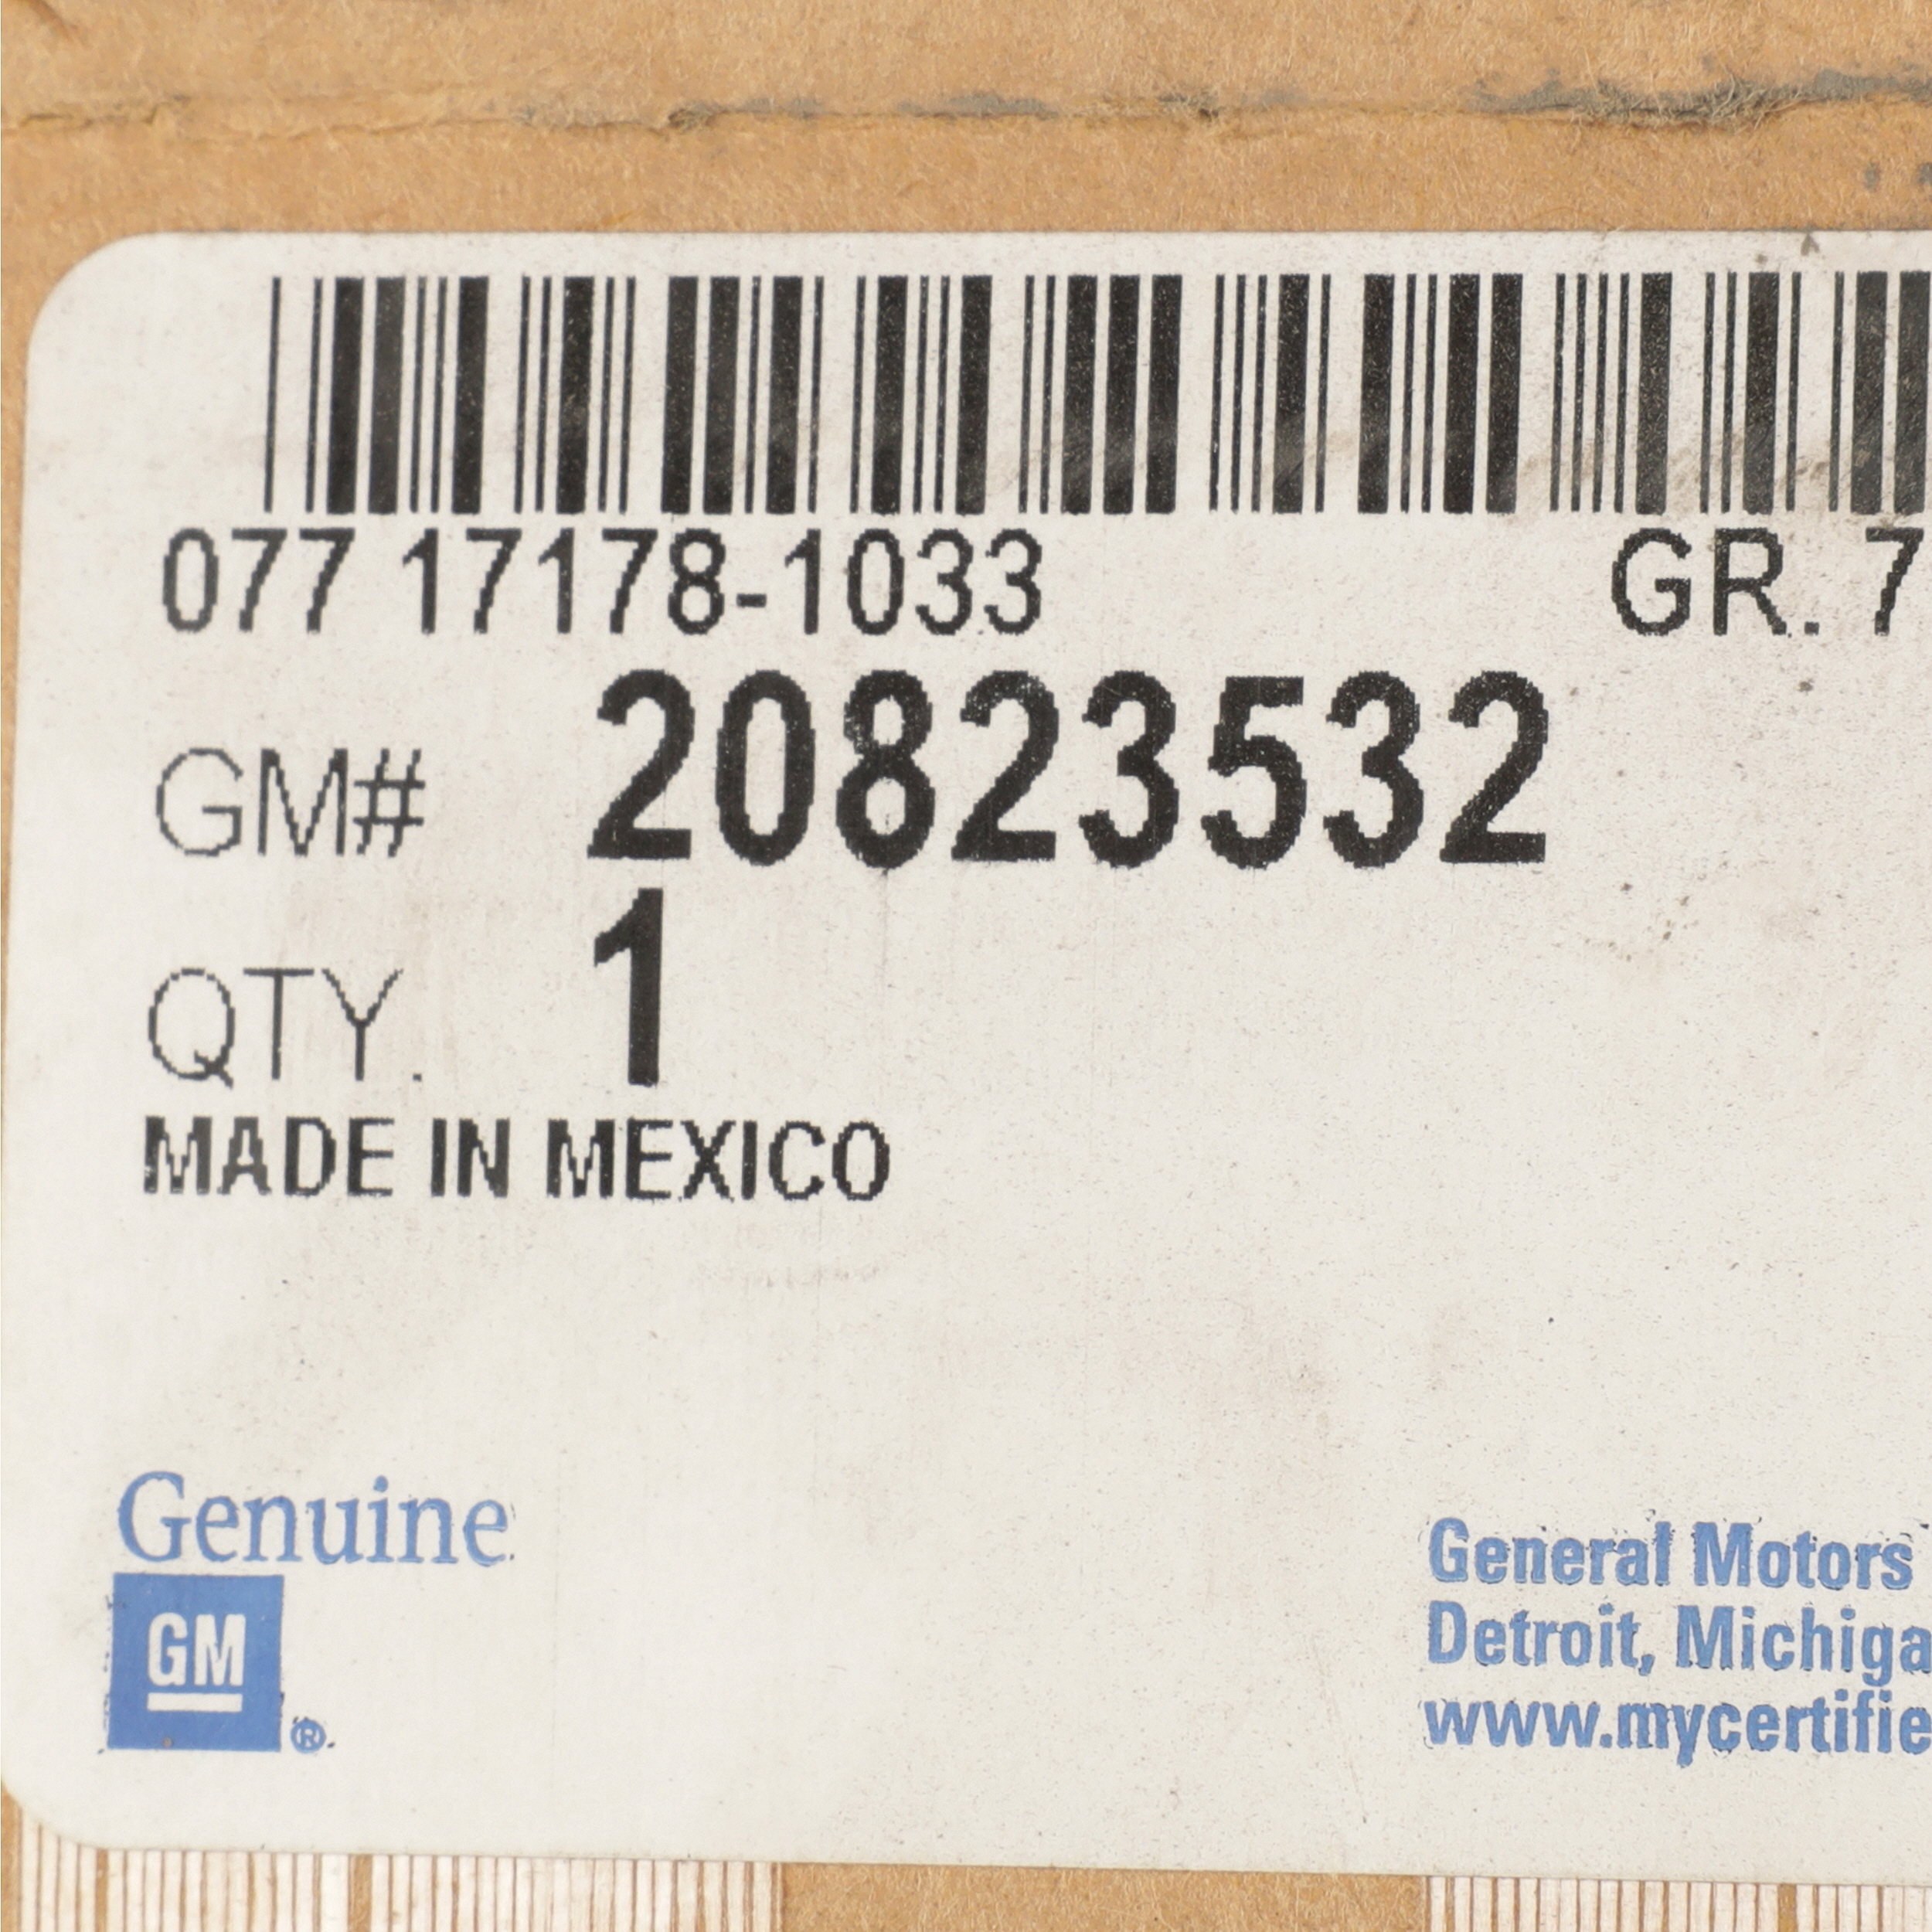 077 17178-1033 GR. 7
GM# 20823532
QTY. 1
MADE IN MEXICO
Genuine
GM ®
General Motors
Detroit, Michiga
www.mycertifie